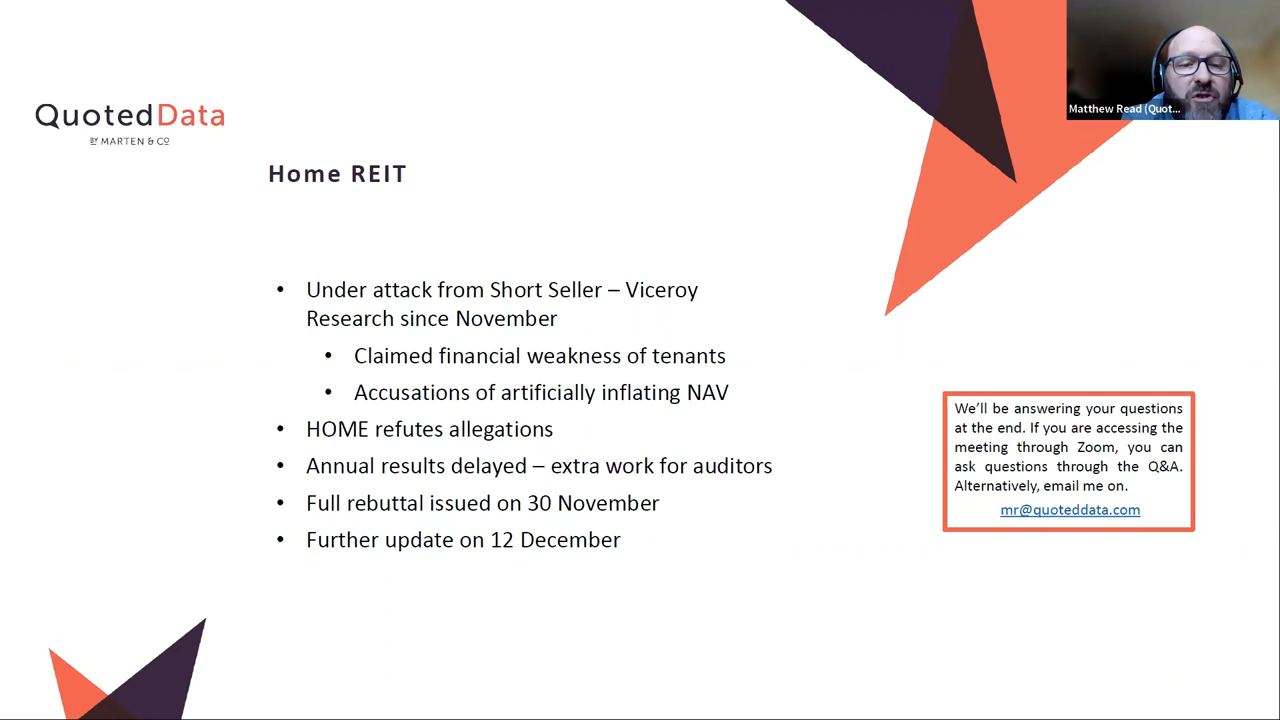 QuotedData
BY MARTEN & CO
Matthew Read (Quot...
Home REIT
• Under attack from Short Seller – Viceroy
Research since November
• Claimed financial weakness of tenants
• Accusations of artificially inflating NAV
• HOME refutes allegations
• Annual results delayed – extra work for auditors
• Full rebuttal issued on 30 November
• Further update on 12 December
We’ll be answering your questions
at the end. If you are accessing the
meeting through Zoom, you can
ask questions through the Q&A.
Alternatively, email me on.
mr@quoteddata.com